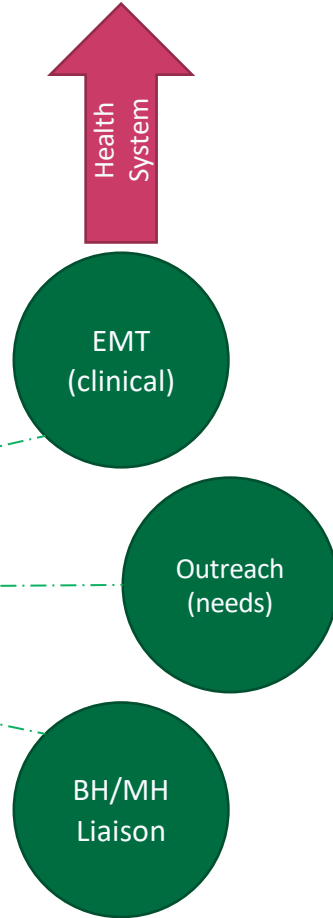 Health
System
EMT
(clinical)
Outreach
(needs)
BH/MH
Liaison